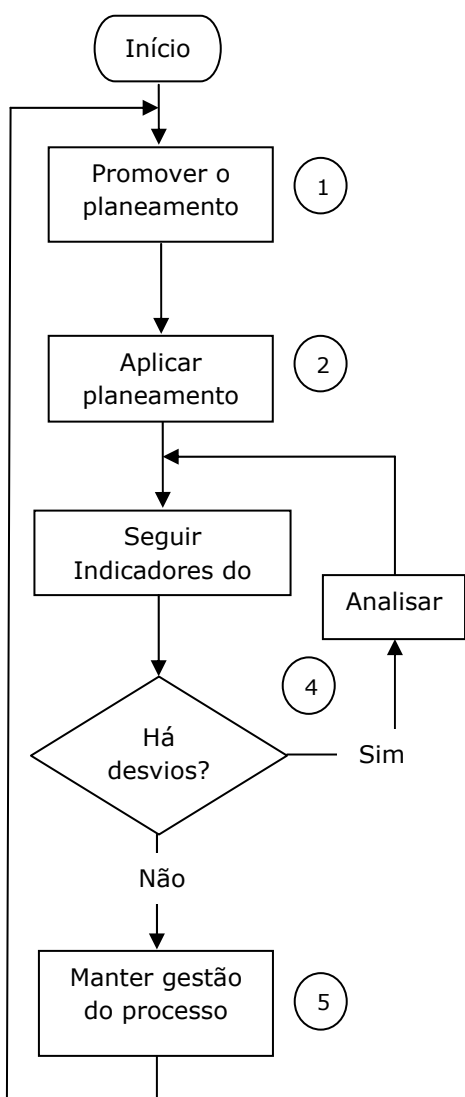 Início
Promover o
planeamento
1
Aplicar
planeamento
2
Seguir
Indicadores do
Analisar
4
Há
desvios?
Sim
Não
Manter gestão
do processo
5